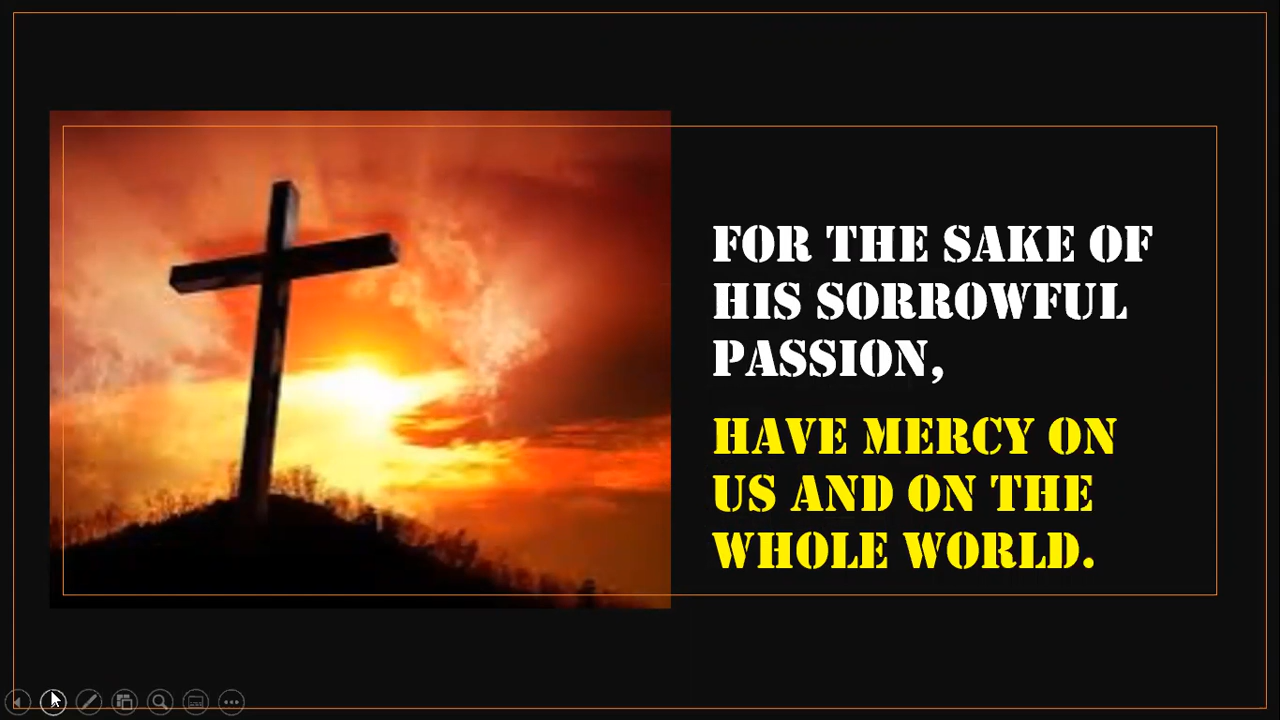 FOR THE SAKE OF
HIS SORROWFUL
PASSION,
HAVE MERCY ON
US AND ON THE
WHOLE WORLD.